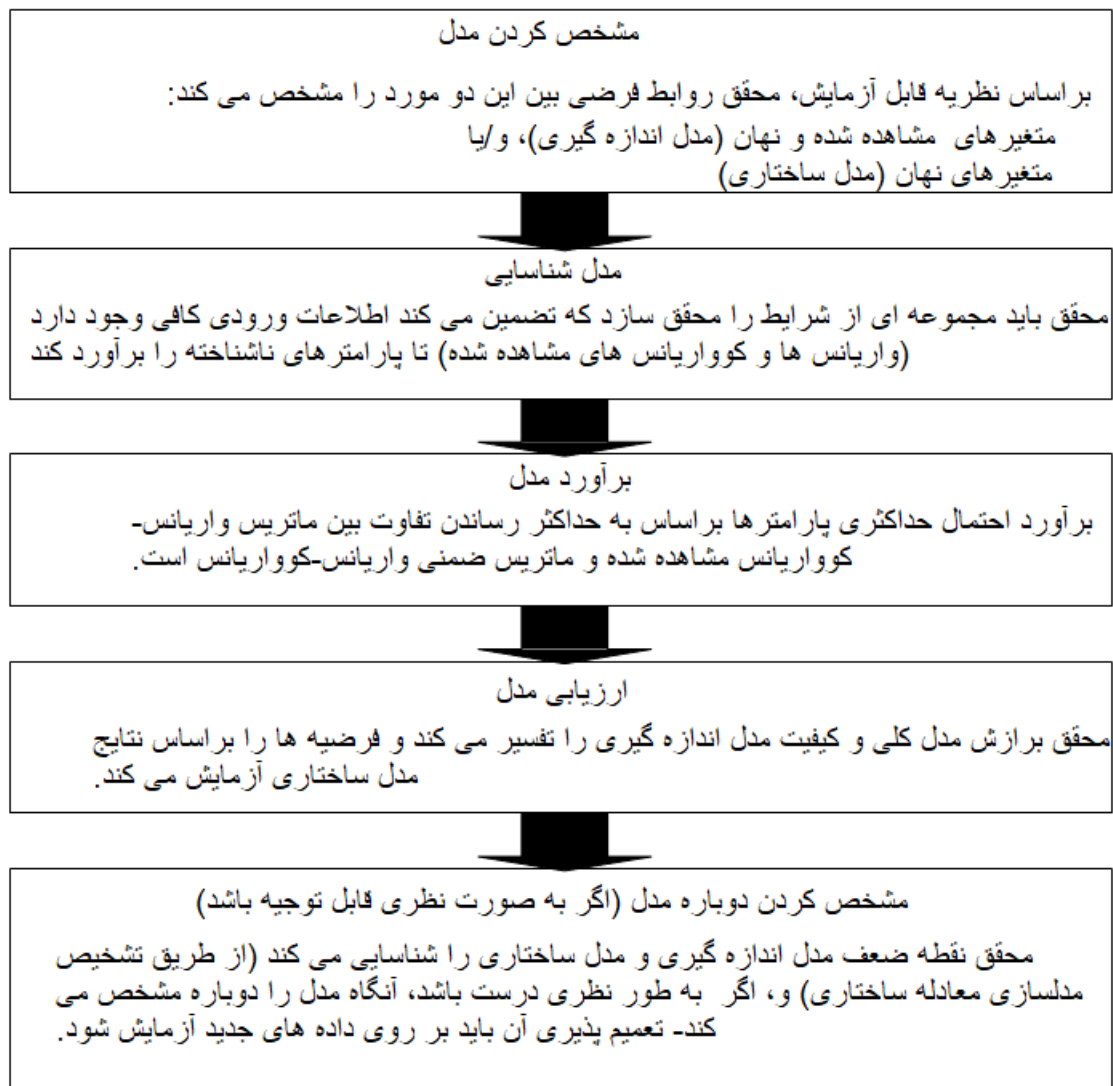 مشخص کردن مدل
براساس نظریه قابل آزمایش، محقق روابط فرضی بین این دو مورد را مشخص می کند:
متغیرهای مشاهده شده و نهان (مدل اندازه گیری)، و/یا
متغیرهای نهان (مدل ساختاری)
مدل شناسایی
محقق باید مجموعه ای از شرایط را محقق سازد که تضمین می کند اطلاعات ورودی کافی وجود دارد
(واریانس ها و کوواریانس های مشاهده شده) تا پارامترهای ناشناخته را برآورد کند
برآورد مدل
برآورد احتمال حداکثری پارامترها براساس به حداکثر رساندن تفاوت بین ماتریس واریانس-
کوواریانس مشاهده شده و ماتریس ضمنی واریانس-کوواریانس است.
ارزیابی مدل
محقق برازش مدل کلی و کیفیت مدل اندازه گیری را تفسیر می کند و فرضیه ها را براساس نتایج
مدل ساختاری آزمایش می کند.
مشخص کردن دوباره مدل (اگر به صورت نظری قابل توجیه باشد)
محقق نقطه ضعف مدل اندازه گیری و مدل ساختاری را شناسایی می کند (از طریق تشخیص
مدلسازی معادله ساختاری) و، اگر به طور نظری درست باشد، آنگاه مدل را دوباره مشخص می
کند- تعمیم پذیری آن باید بر روی داده های جدید آزمایش شود.